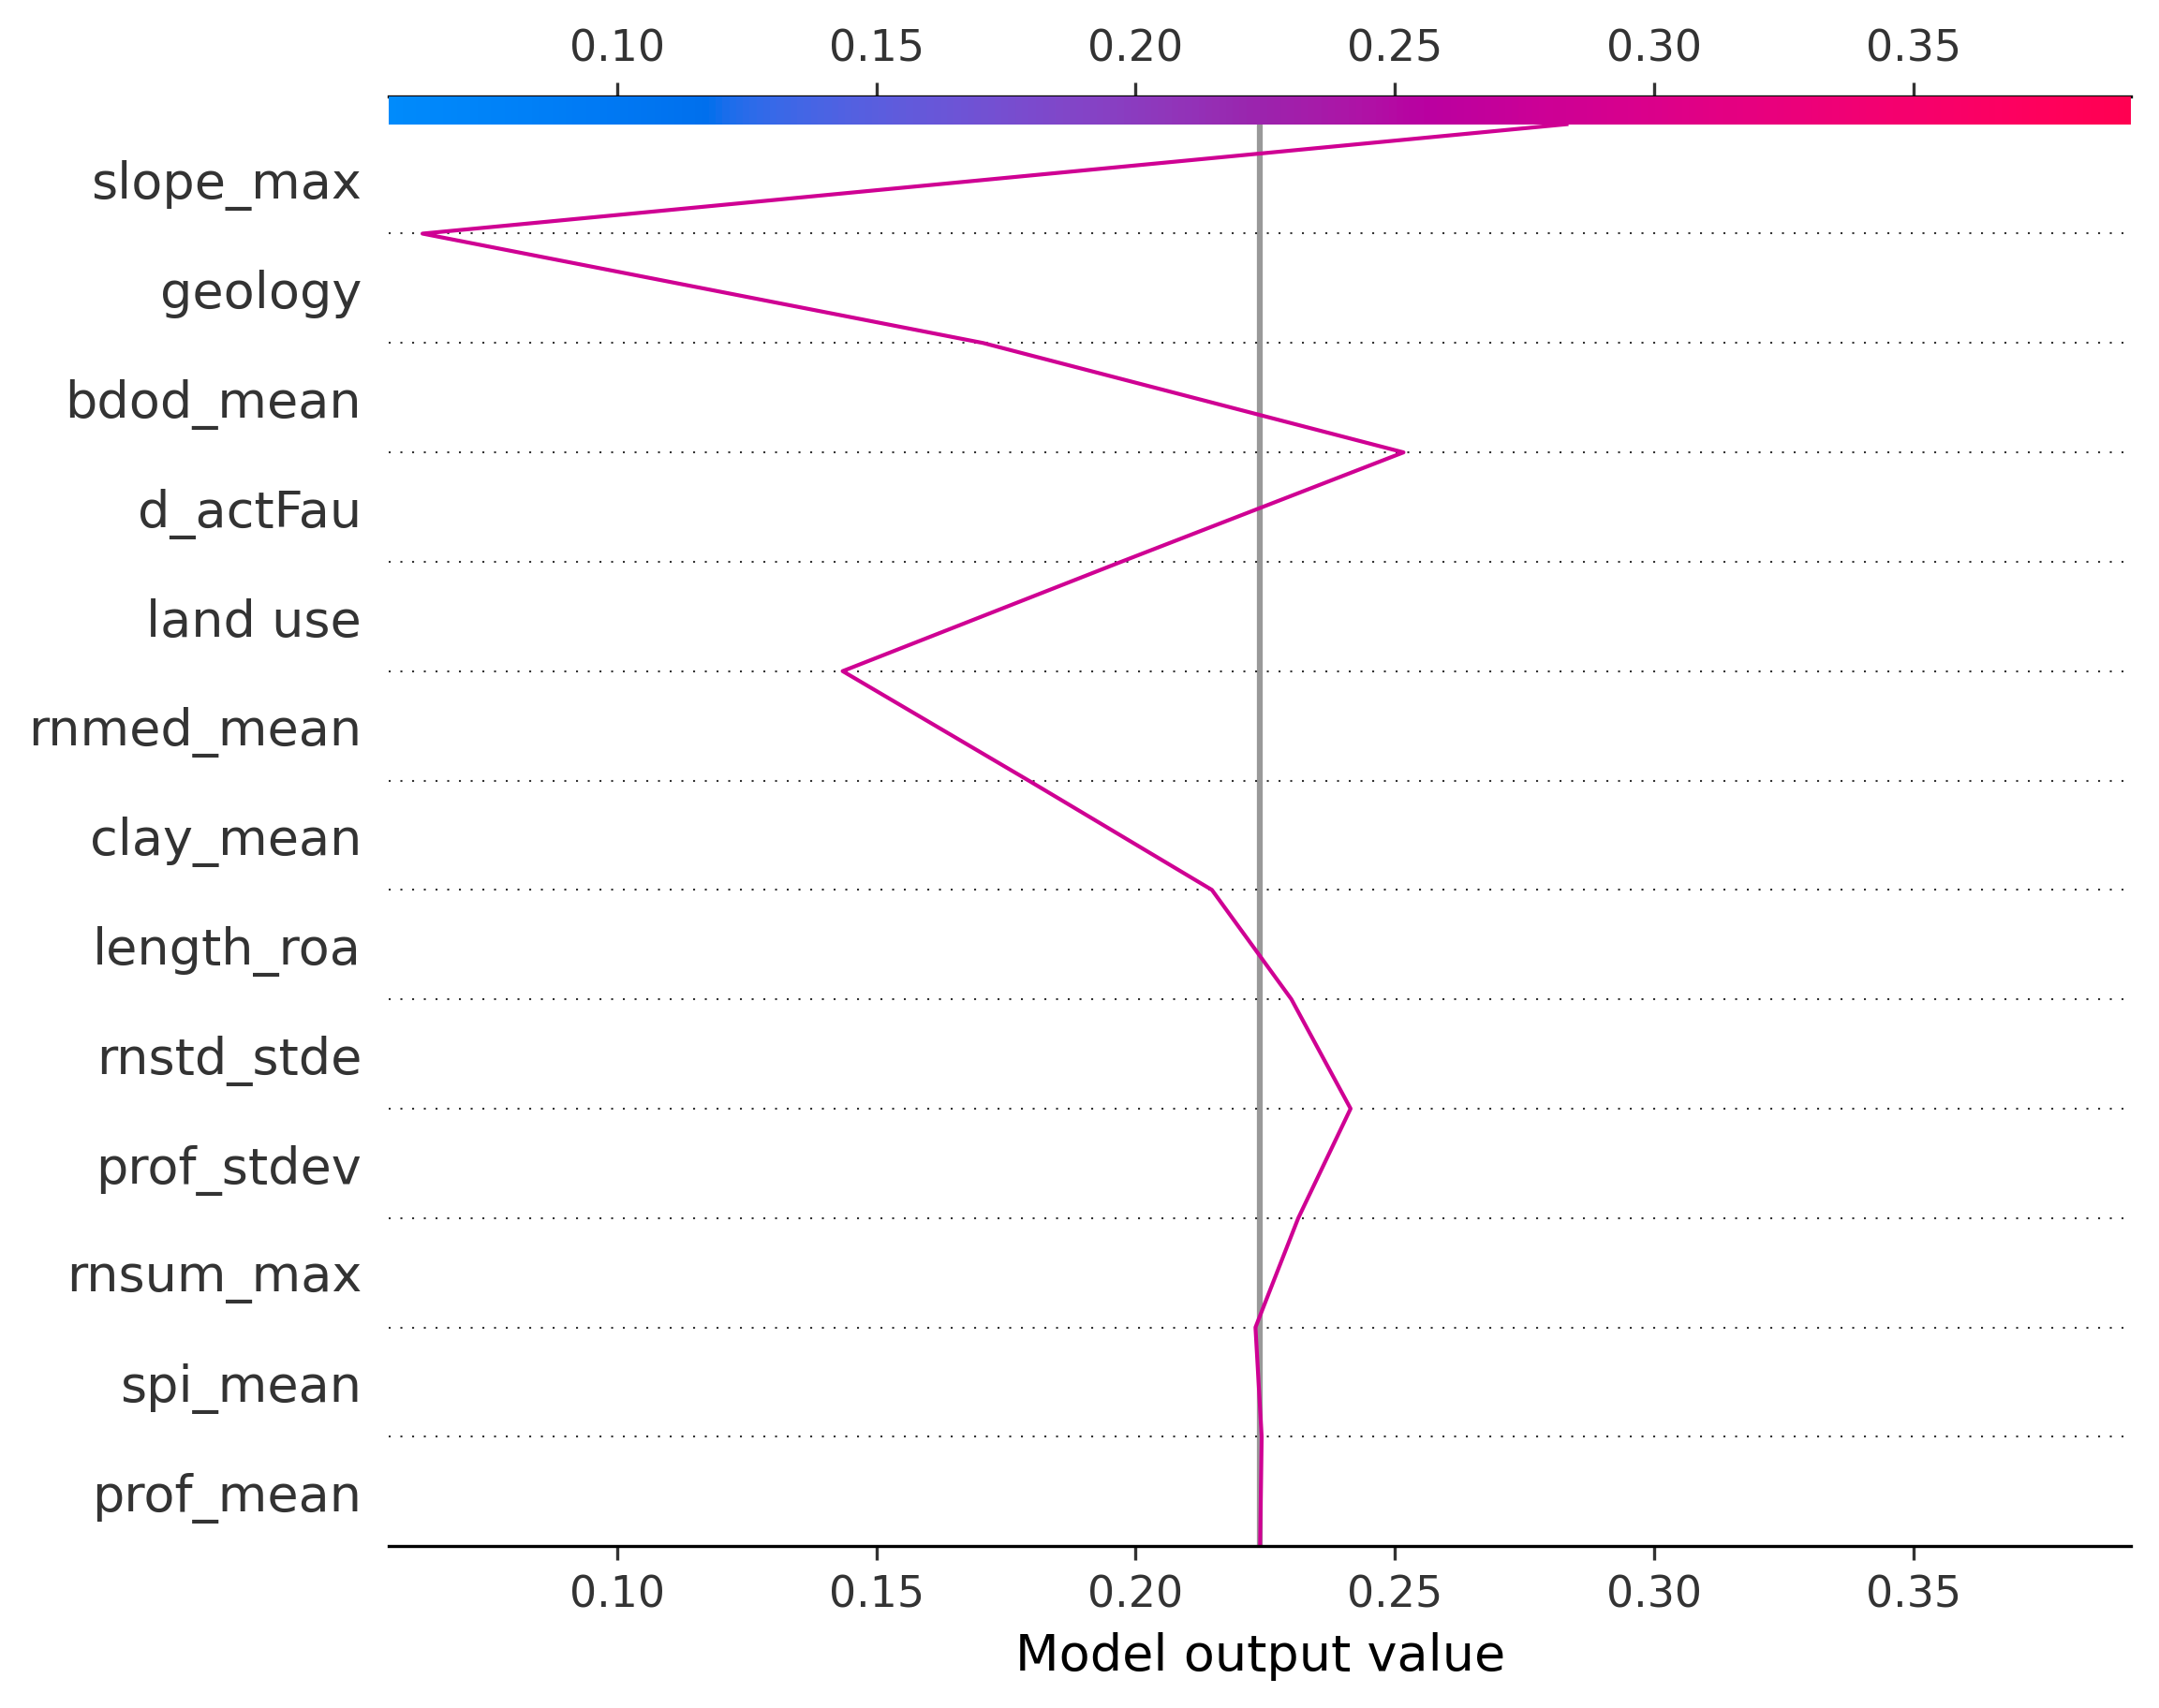 0.10 0.15 0.20 0.25 0.30 0.35
slope_max
geology
bdod_mean
d_actFau
land use
rnmed_mean
clay_mean
length_roa
rnstd_stde
prof_stdev
rnsum_max
spi_mean
prof_mean
0.10 0.15 0.20 0.25 0.30 0.35
Model output value